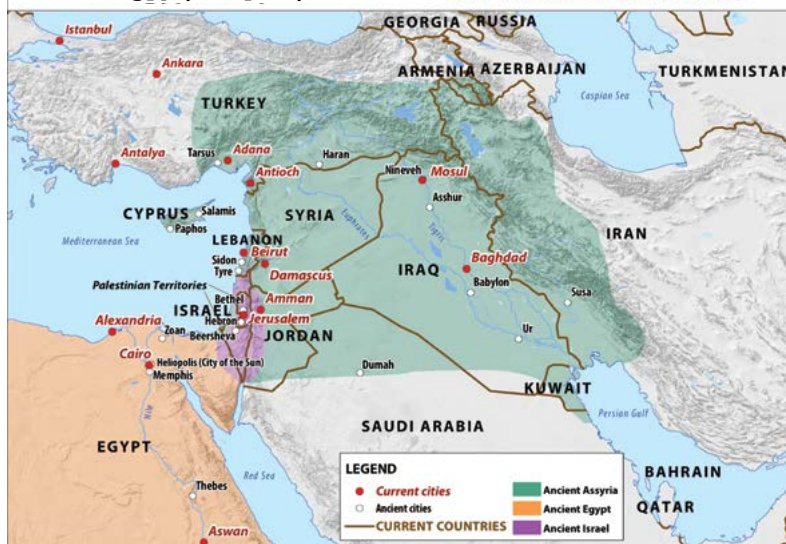 GEORGIA
RUSSIA
Istanbul
Ankara
ARMENIA
AZERBAIJAN
TURKMENISTAN
Caspian Sea
TURKEY
Antalya
Tarsus
Adana
Haran
Antioch
Nineveh
Mosul
Asshur
CYPRUS
Salamis
Paphos
SYRIA
Euphrates
Tigris
IRAN
Mediterranean Sea
LEBANON
Beirut
Sidon
Tyre
Damascus
IRAQ
Baghdad
Babylon
Susa
Palestinian Territories
Bethel
Amman
ISRAEL
Jerusalem
Hebron
Beersheva
JORDAN
Ur
Alexandria
Zoan
Cairo
Heliopolis (City of the Sun)
Memphis
Dumah
KUWAIT
Nile
SAUDI ARABIA
Persian Gulf
EGYPT
Red Sea
BAHRAIN
QATAR
Thebes
Aswan
LEGEND
Current cities
Ancient cities
CURRENT COUNTRIES
Ancient Assyria
Ancient Egypt
Ancient Israel